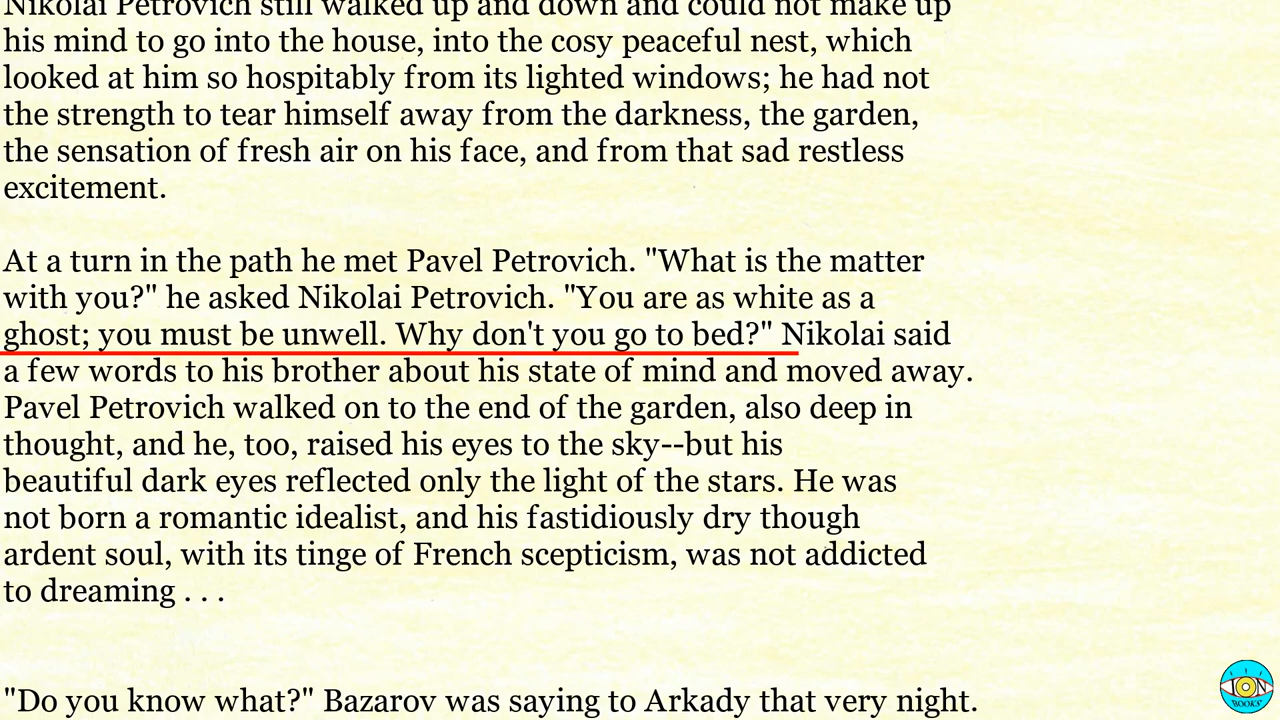 Nikolai Petrovich still walked up and down and could not make up
his mind to go into the house, into the cosy peaceful nest, which
looked at him so hospitably from its lighted windows; he had not
the strength to tear himself away from the darkness, the garden,
the sensation of fresh air on his face, and from that sad restless
excitement.
At a turn in the path he met Pavel Petrovich. "What is the matter
with you?" he asked Nikolai Petrovich. "You are as white as a
ghost; you must be unwell. Why don't you go to bed?" Nikolai said
a few words to his brother about his state of mind and moved away.
Pavel Petrovich walked on to the end of the garden, also deep in
thought, and he, too, raised his eyes to the sky--but his
beautiful dark eyes reflected only the light of the stars. He was
not born a romantic idealist, and his fastidiously dry though
ardent soul, with its tinge of French scepticism, was not addicted
to dreaming . . .
"Do you know what?" Bazarov was saying to Arkady that very night.
ION
BOOKS